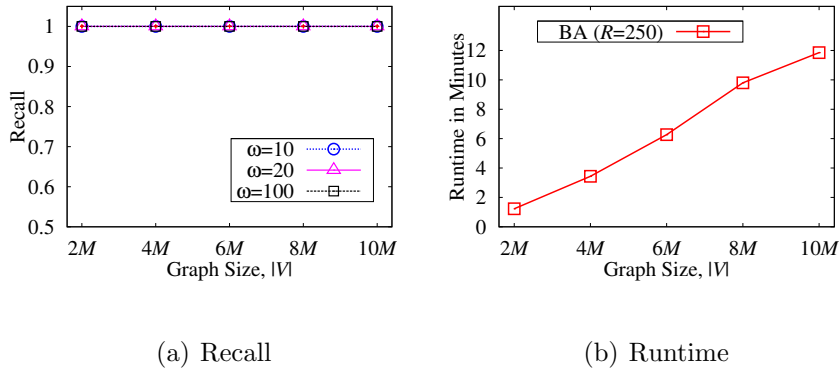 1
0.9
0.8
0.7
0.6
0.5
Recall
ω=10
ω=20
ω=100
2M 4M 6M 8M 10M
Graph Size, |V|
(a) Recall
12
10
8
6
4
2
0
Runtime in Minutes
BA (R=250)
2M 4M 6M 8M 10M
Graph Size, |V|
(b) Runtime